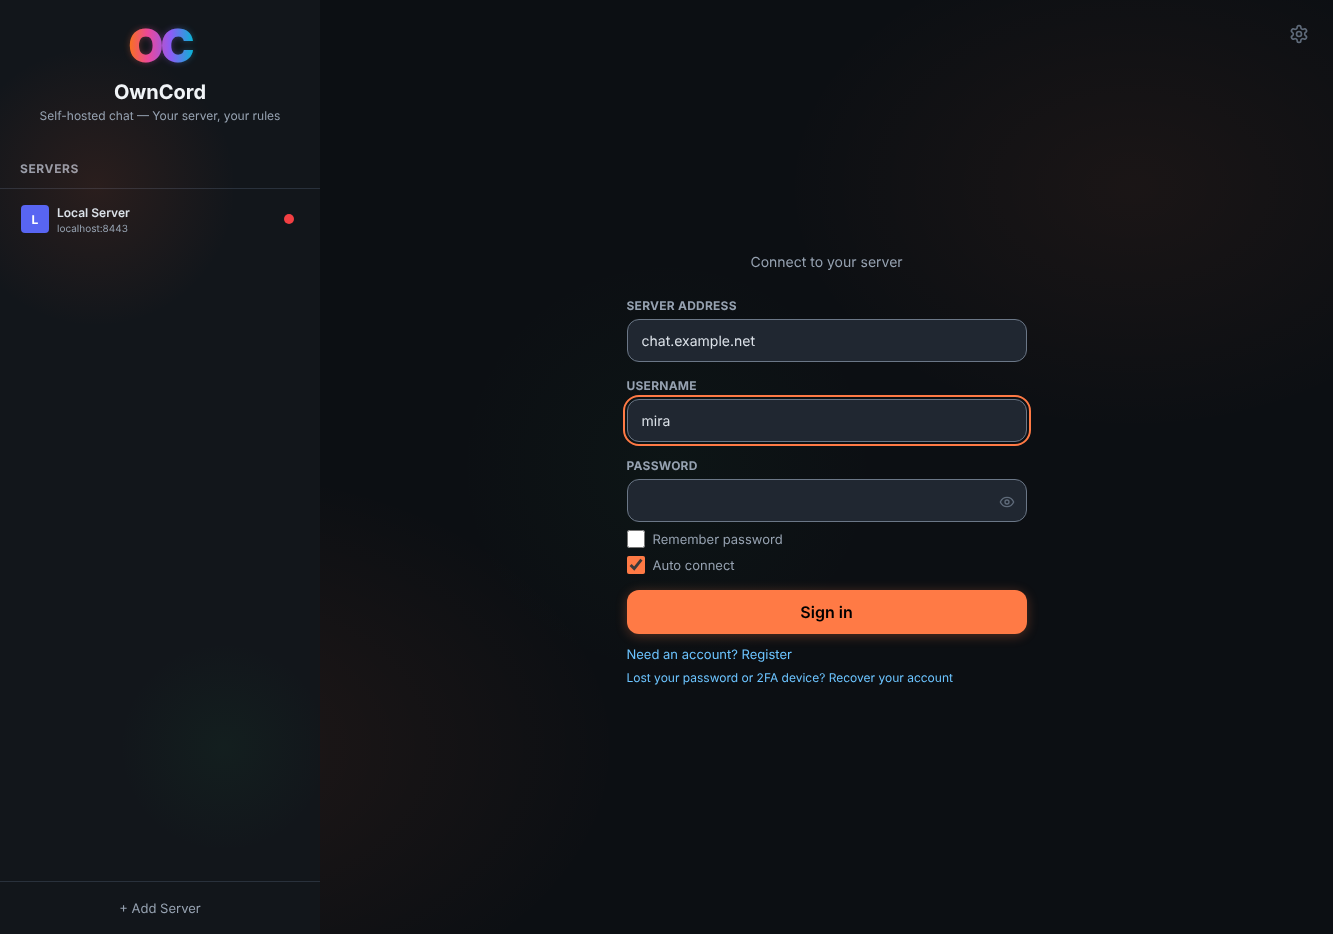 OC
OwnCord
Self-hosted chat — Your server, your rules
SERVERS
L
Local Server
localhost:8443
+ Add Server
Connect to your server
SERVER ADDRESS
chat.example.net
USERNAME
mira
PASSWORD
Remember password
Auto connect
Sign in
Need an account? Register
Lost your password or 2FA device? Recover your account